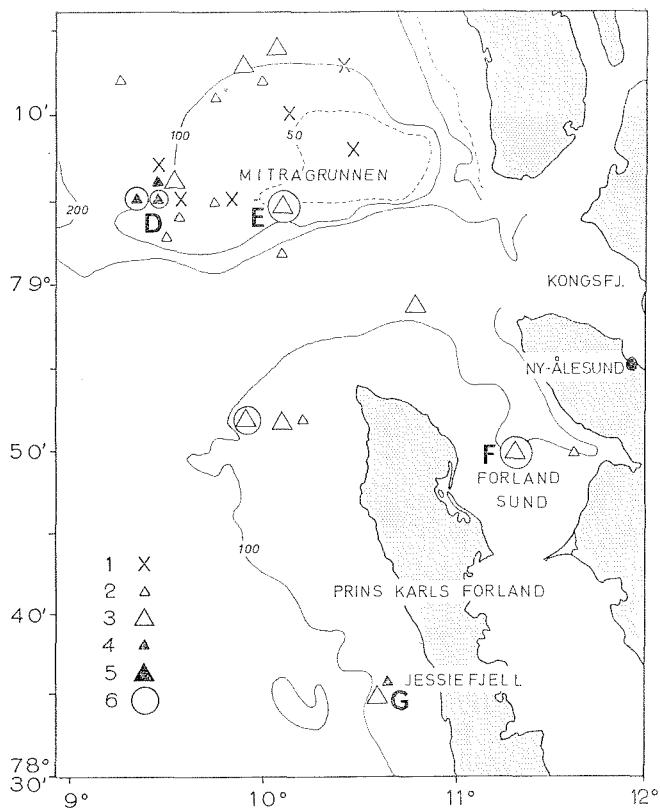 10'
100
50
MITRAGRUNNEN
200
D
E
79°
KONGSFJ.
NY-ÅLESUND
50'
F
FORLAND
SUND
100
1
2
PRINS KARLS FORLAND
3
40'
4
5
JESSIEFJELL
6
G
78°
30'
9° 10° 11° 12°